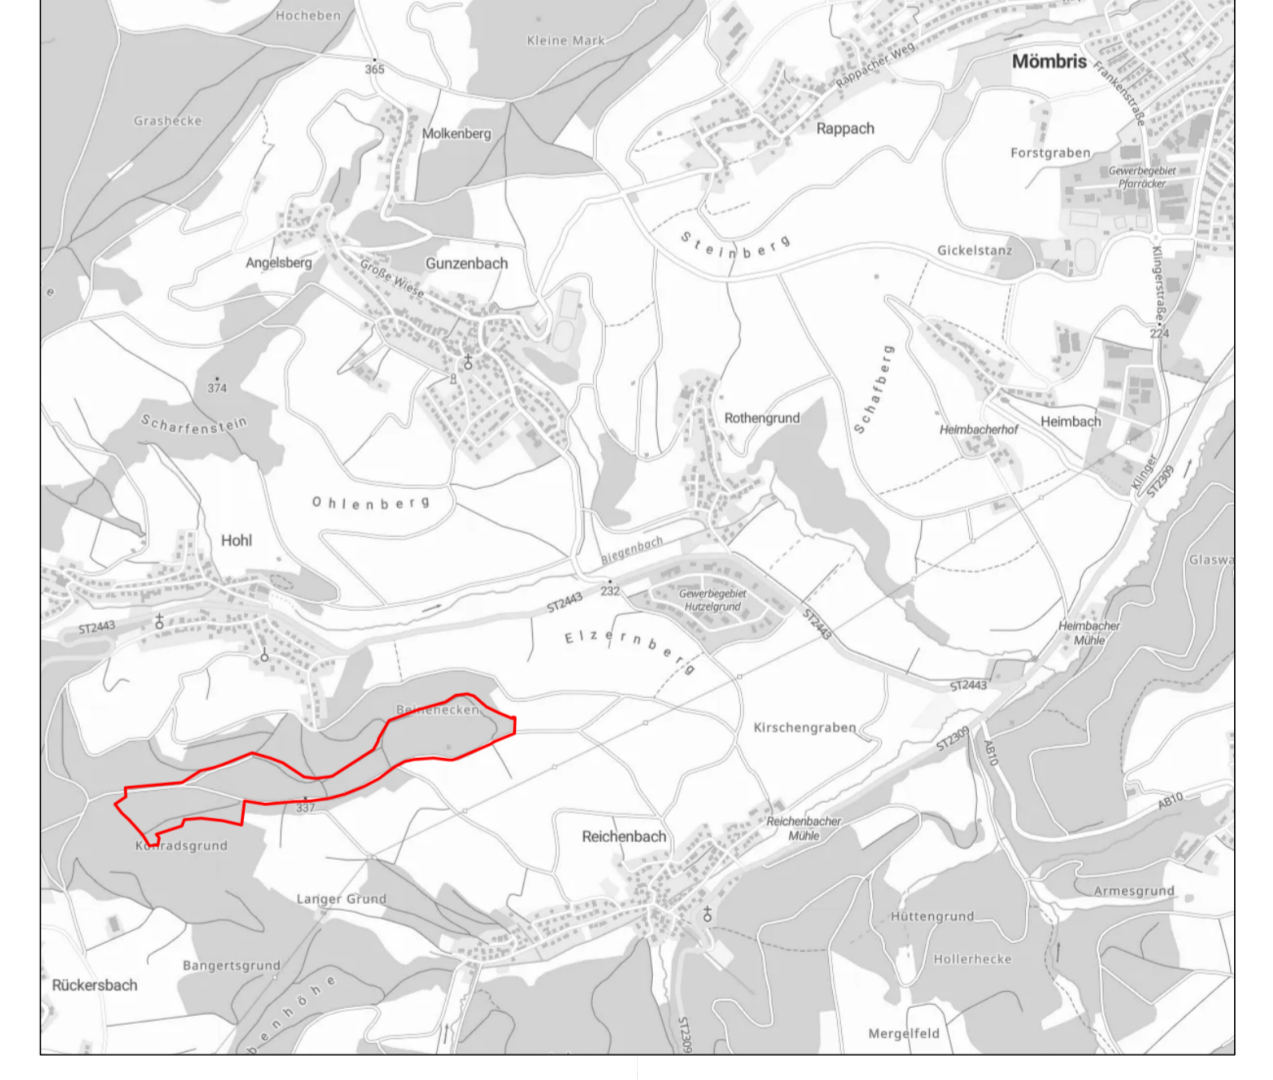 Hocheben
Kleine Mark
Mömbris
365
Rappacher Weg
Frankenstraße
Grashecke
Molkenberg
Rappach
Forstgraben
Gewerbegebiet
Pfarräcker
Steinberg
Gickelstanz
Angelsberg
Große Wiese
Gunzenbach
Klingerstraße
e
224
374
Schafberg
Scharfenstein
Rothengrund
Heimbacherhof
Heimbach
Klinger
ST2309
Ohlenberg
Hohl
Biegenbach
Glaswa
232
Gewerbegebiet
Hutzelgrund
ST2443
ST2443
ST2443
Elzernberg
Heimbacher
Mühle
ST2443
Beinehecken
Kirschengraben
ST2309
AB10
337
AB10
Reichenbacher
Mühle
Reichenbach
Konradsgrund
Langer Grund
Armesgrund
Hüttengrund
Bangertsgrund
Hollerhecke
Rückersbach
benhöhe
ST2309
Mergelfeld